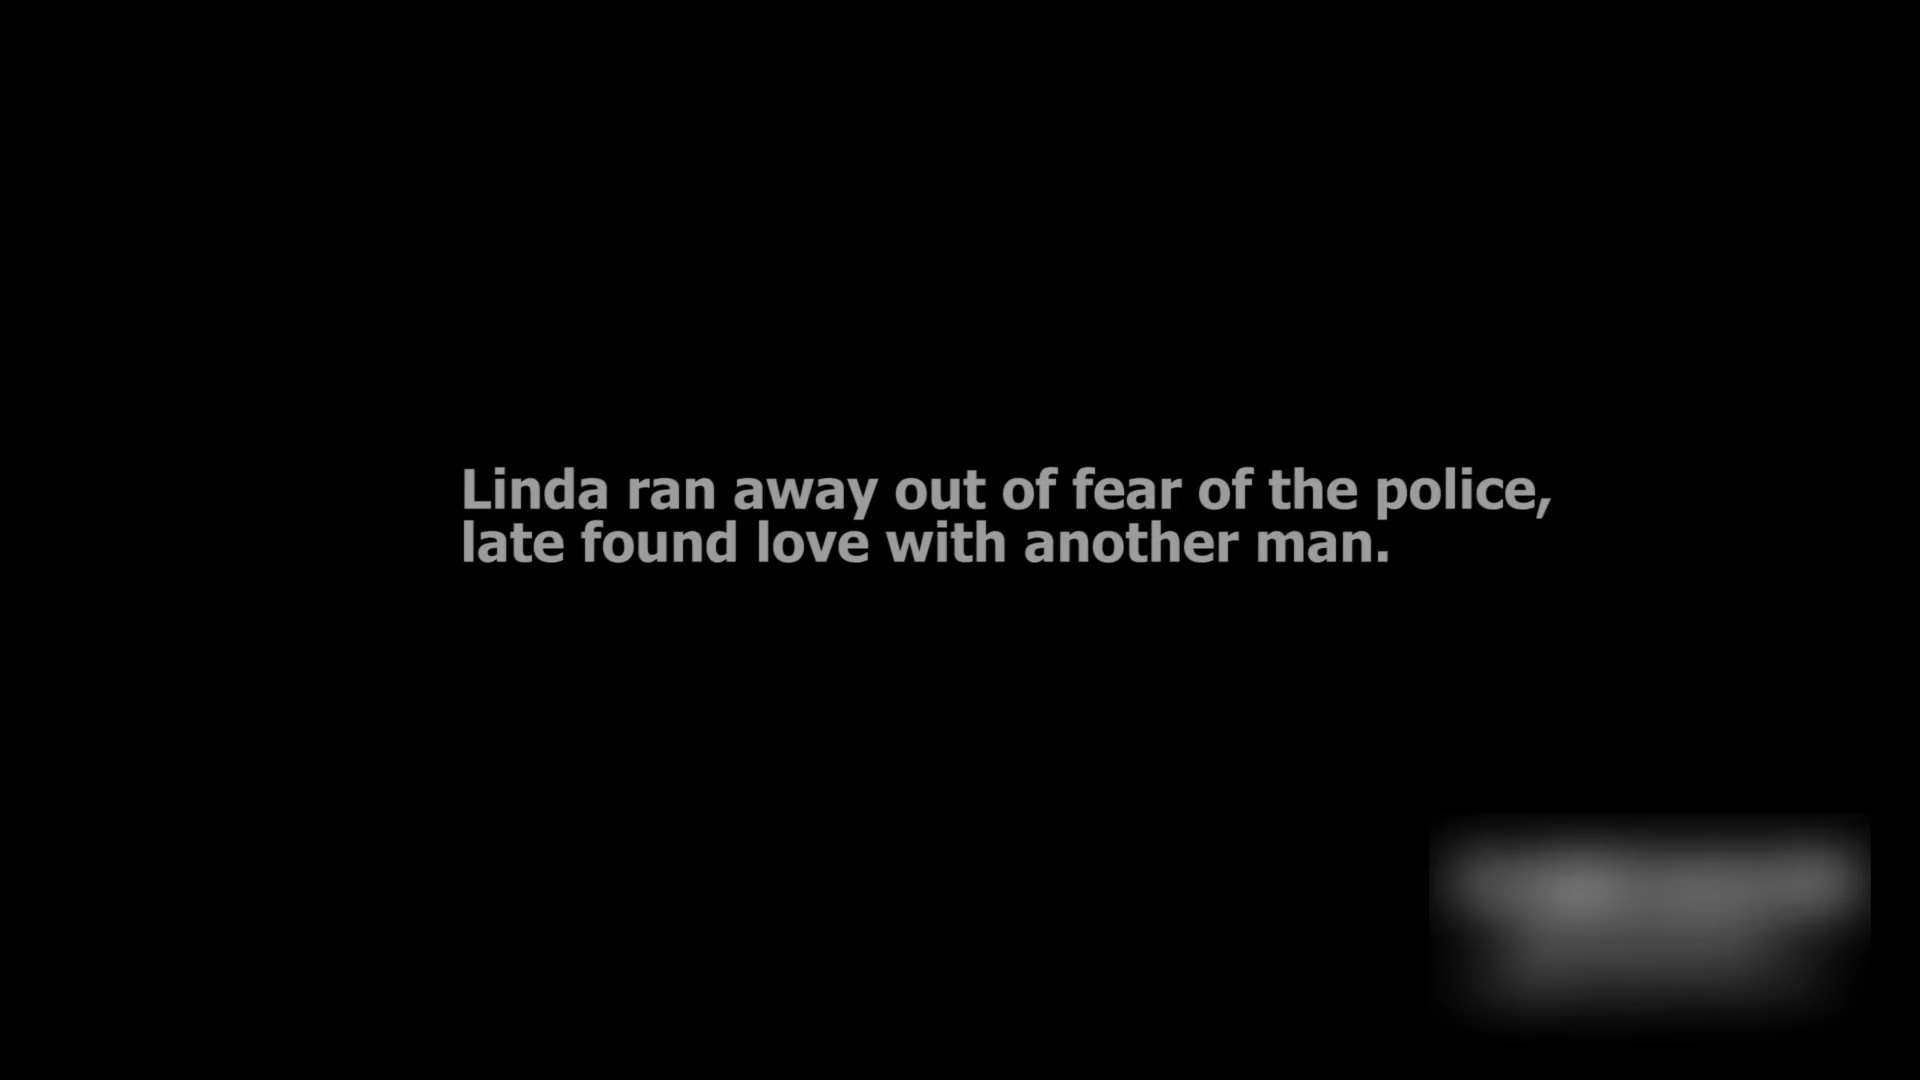 Linda ran away out of fear of the police,
late found love with another man.